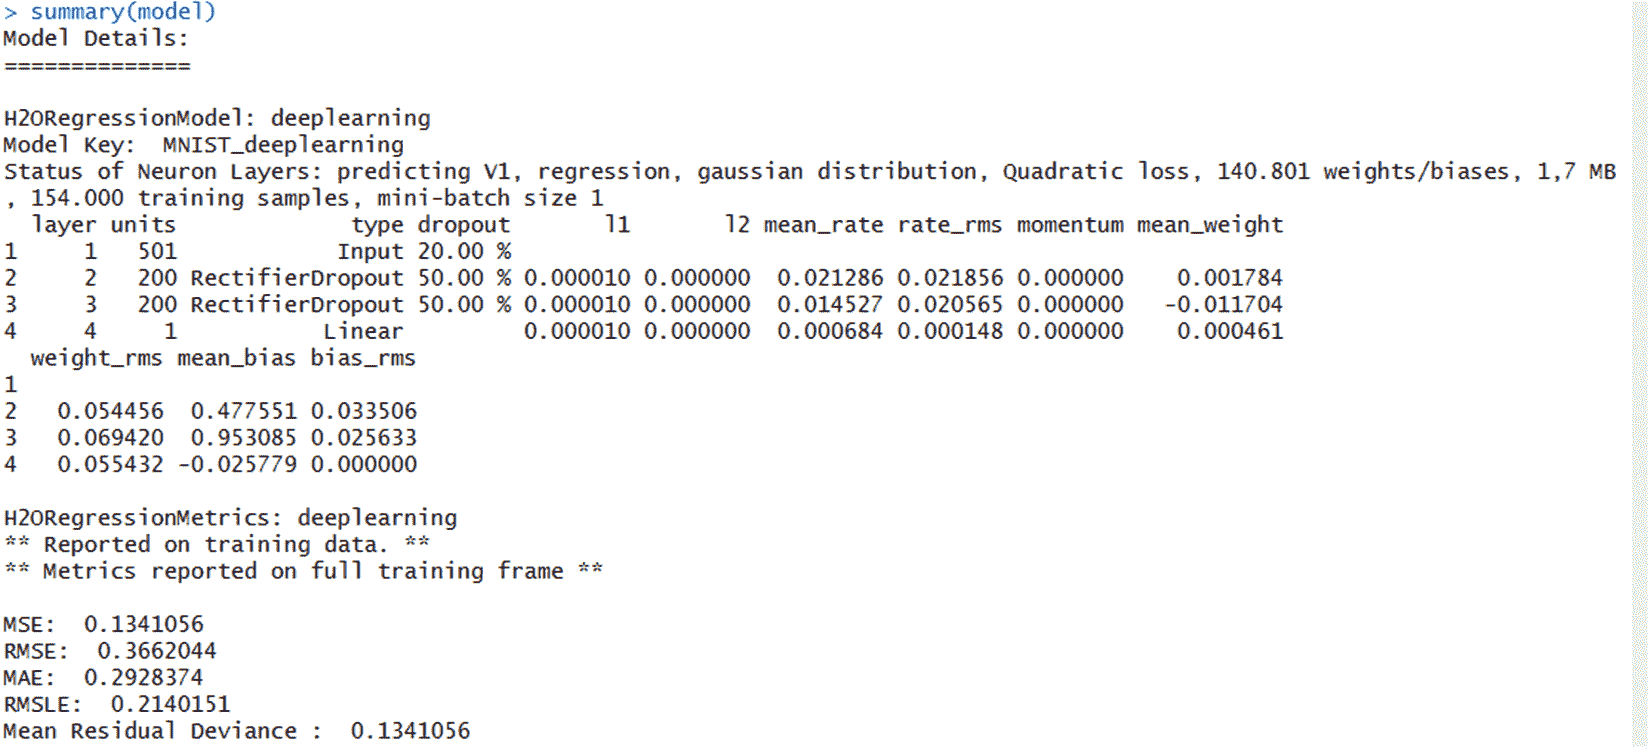 > summary(model)
Model Details:
==============
H2ORegressionModel: deeplearning
Model Key:  MNIST_deeplearning
Status of Neuron Layers: predicting V1, regression, gaussian distribution, Quadratic loss, 140.801 weights/biases, 1,7 MB
, 154.000 training samples, mini-batch size 1
  layer units             type dropout       l1       l2 mean_rate rate_rms momentum mean_weight
1     1   501            Input 20.00 %
2     2   200 RectifierDropout 50.00 % 0.000010 0.000000  0.021286 0.021856 0.000000    0.001784
3     3   200 RectifierDropout 50.00 % 0.000010 0.000000  0.014527 0.020565 0.000000   -0.011704
4     4     1           Linear         0.000010 0.000000  0.000684 0.000148 0.000000    0.000461
  weight_rms mean_bias bias_rms
1
2   0.054456  0.477551 0.033506
3   0.069420  0.953085 0.025633
4   0.055432 -0.025779 0.000000
H2ORegressionMetrics: deeplearning
** Reported on training data. **
** Metrics reported on full training frame **
MSE:  0.1341056
RMSE:  0.3662044
MAE:  0.2928374
RMSLE:  0.2140151
Mean Residual Deviance :  0.1341056